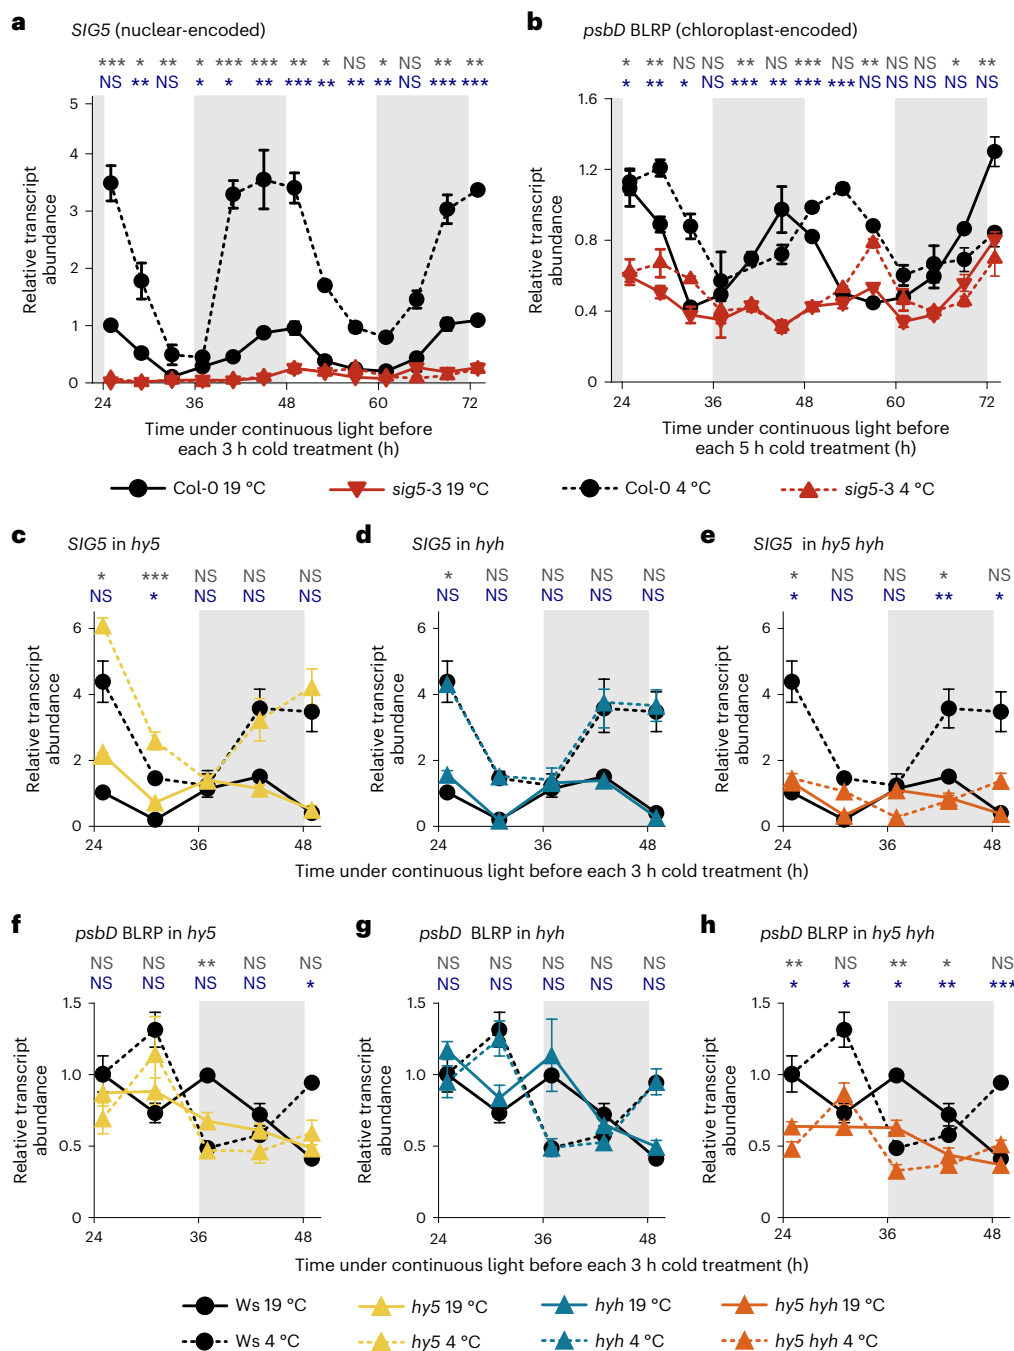 a
SIG5 (nuclear-encoded)
*** * ** * *** *** ** * NS * NS ** **
NS ** NS * * ** *** ** ** ** NS *** ***
5
4
3
2
1
0
Relative transcript
abundance
24 36 48 60 72
Time under continuous light before
each 3 h cold treatment (h)
b
psbD BLRP (chloroplast-encoded)
* ** NS NS ** NS *** NS ** NS NS * **
* ** * NS *** ** *** *** NS NS NS NS NS
1.6
1.2
0.8
0.4
0
Relative transcript
abundance
24 36 48 60 72
Time under continuous light before
each 5 h cold treatment (h)
Col-0 19 °C sig5-3 19 °C Col-0 4 °C sig5-3 4 °C
c
SIG5 in hy5
* *** NS NS NS
NS * NS NS NS
6
4
2
0
Relative transcript
abundance
24 36 48
d
SIG5 in hyh
* NS NS NS NS
NS NS NS NS NS
6
4
2
0
Relative transcript
abundance
24 36 48
e
SIG5 in hy5 hyh
* NS NS * NS
* NS NS ** *
6
4
2
0
Relative transcript
abundance
24 36 48
Time under continuous light before each 3 h cold treatment (h)
f
psbD BLRP in hy5
NS NS ** NS NS
NS NS NS NS *
1.5
1.0
0.5
0
Relative transcript
abundance
24 36 48
g
psbD BLRP in hyh
NS NS NS NS NS
NS NS NS NS NS
1.5
1.0
0.5
0
Relative transcript
abundance
24 36 48
h
psbD BLRP in hy5 hyh
** NS ** * NS
* * * ** ***
1.5
1.0
0.5
0
Relative transcript
abundance
24 36 48
Time under continuous light before each 3 h cold treatment (h)
Ws 19 °C hy5 19 °C hyh 19 °C hy5 hyh 19 °C
Ws 4 °C hy5 4 °C hyh 4 °C hy5 hyh 4 °C